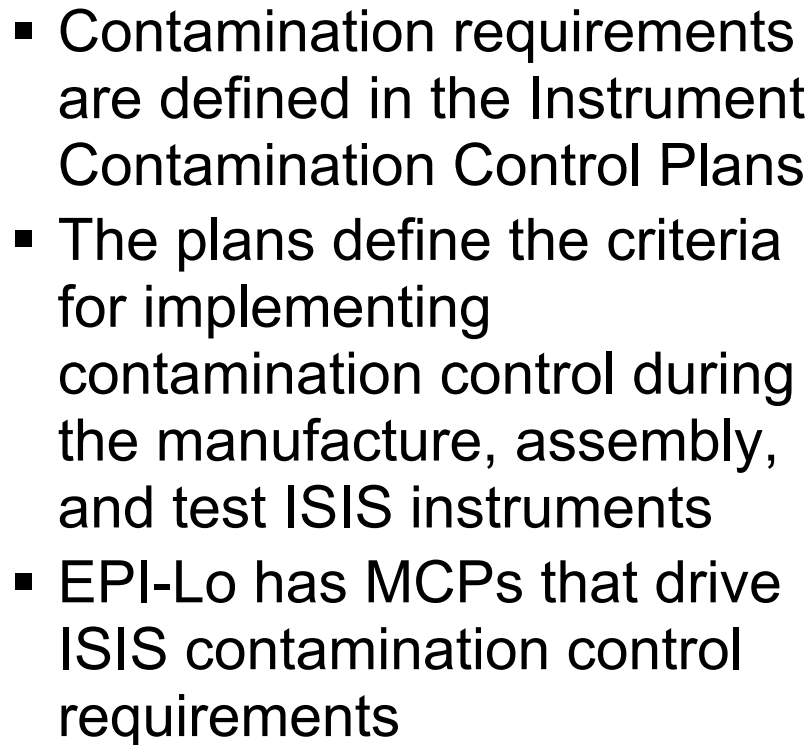 ▪ Contamination requirements
are defined in the Instrument
Contamination Control Plans
▪ The plans define the criteria
for implementing
contamination control during
the manufacture, assembly,
and test ISIS instruments
▪ EPI-Lo has MCPs that drive
ISIS contamination control
requirements